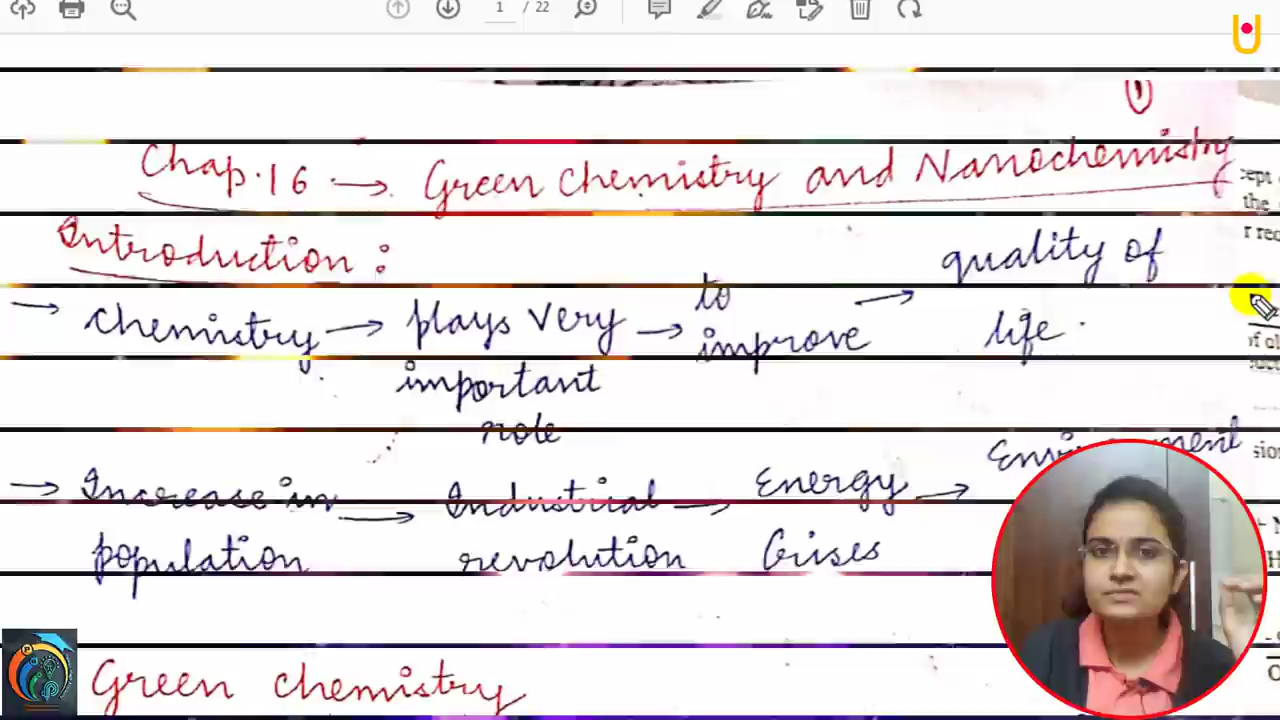 1 / 22
1
Chap.16 → Green chemistry and Nanochemistry
Introduction:
→ chemistry → plays very important role → to improve → quality of life.
→ Increase in population → Industrial revolution → Energy Crises →
Green chemistry